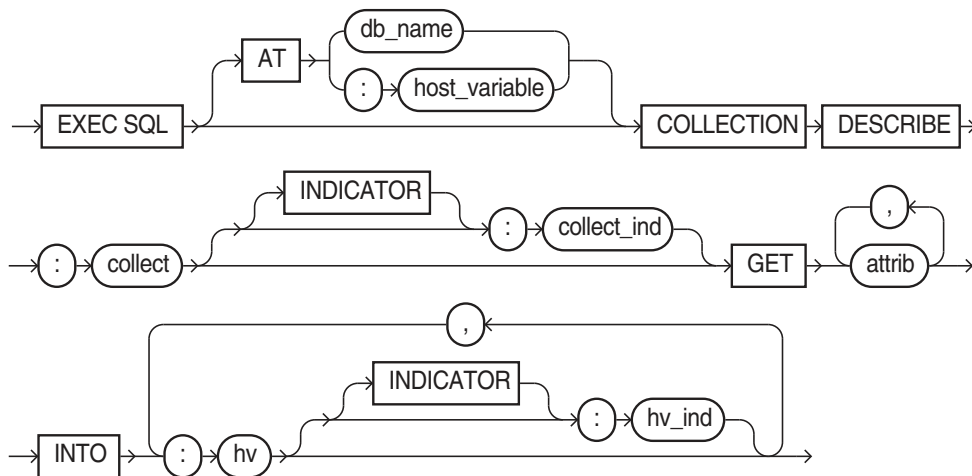 db_name
AT
: host_variable
EXEC SQL COLLECTION DESCRIBE
INDICATOR ,
: collect : collect_ind GET attrib
,
INDICATOR
INTO : hv : hv_ind